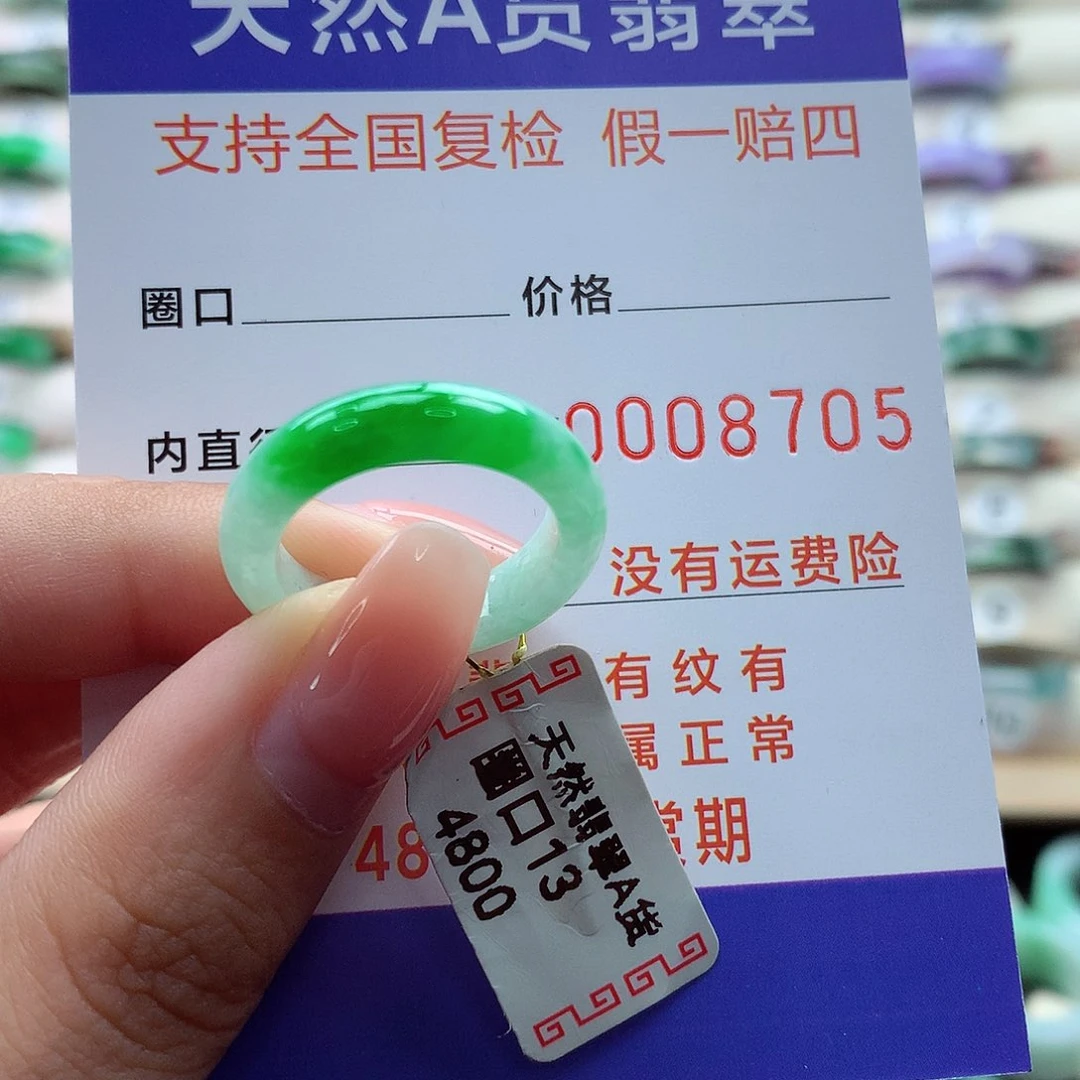 天然A货翡翠
支持全国复检 假一赔四
圈口 价格
内直径 0008705
没有运费险
有纹有
属正常
48 赏期
天然翡翠A货
圈口13
4800